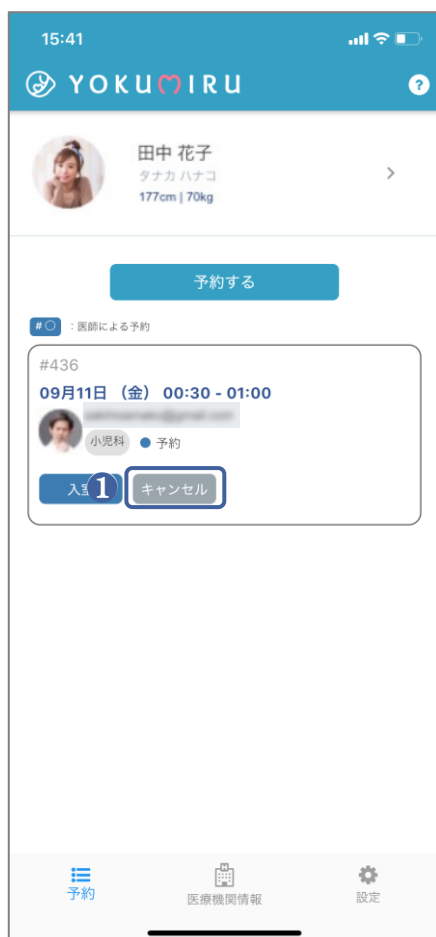 15:41
YOKUMIRU
?
田中 花子
タナカ ハナコ
177cm | 70kg
予約する
#〇 : 医師による予約
#436
09月11日 （金） 00:30 - 01:00
小児科 ● 予約
入 1 キャンセル
予約 医療機関情報 設定